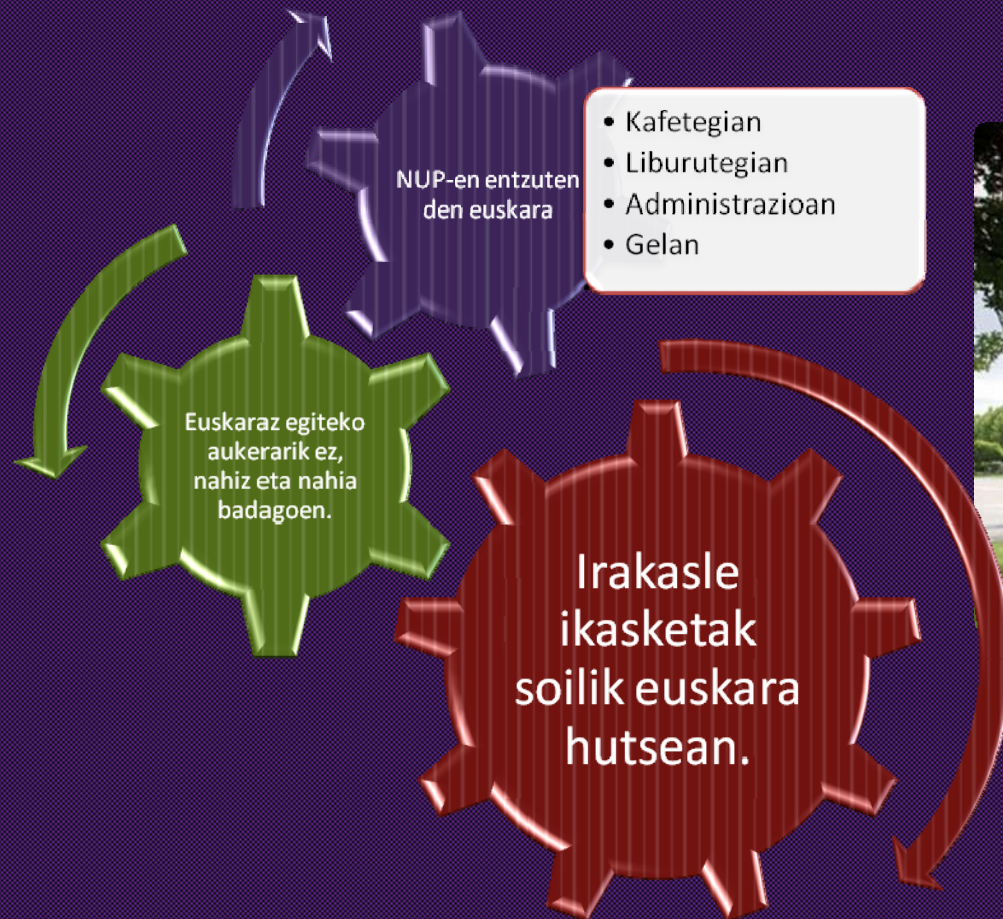 NUP-en entzuten
den euskara
• Kafetegian
• Liburutegian
• Administrazioan
• Gelan
Euskaraz egiteko
aukerarik ez,
nahiz eta nahia
badagoen.
Irakasle
ikasketak
soilik euskara
hutsean.